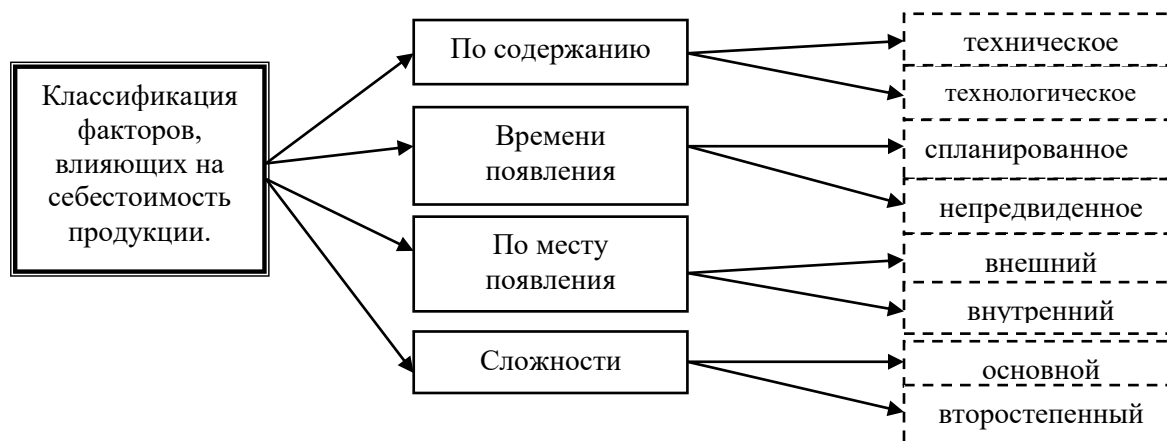 Классификация
факторов,
влияющих на
себестоимость
продукции.
По содержанию
Времени
появления
По месту
появления
Сложности
техническое
технологическое
спланированное
непредвиденное
внешний
внутренний
основной
второстепенный